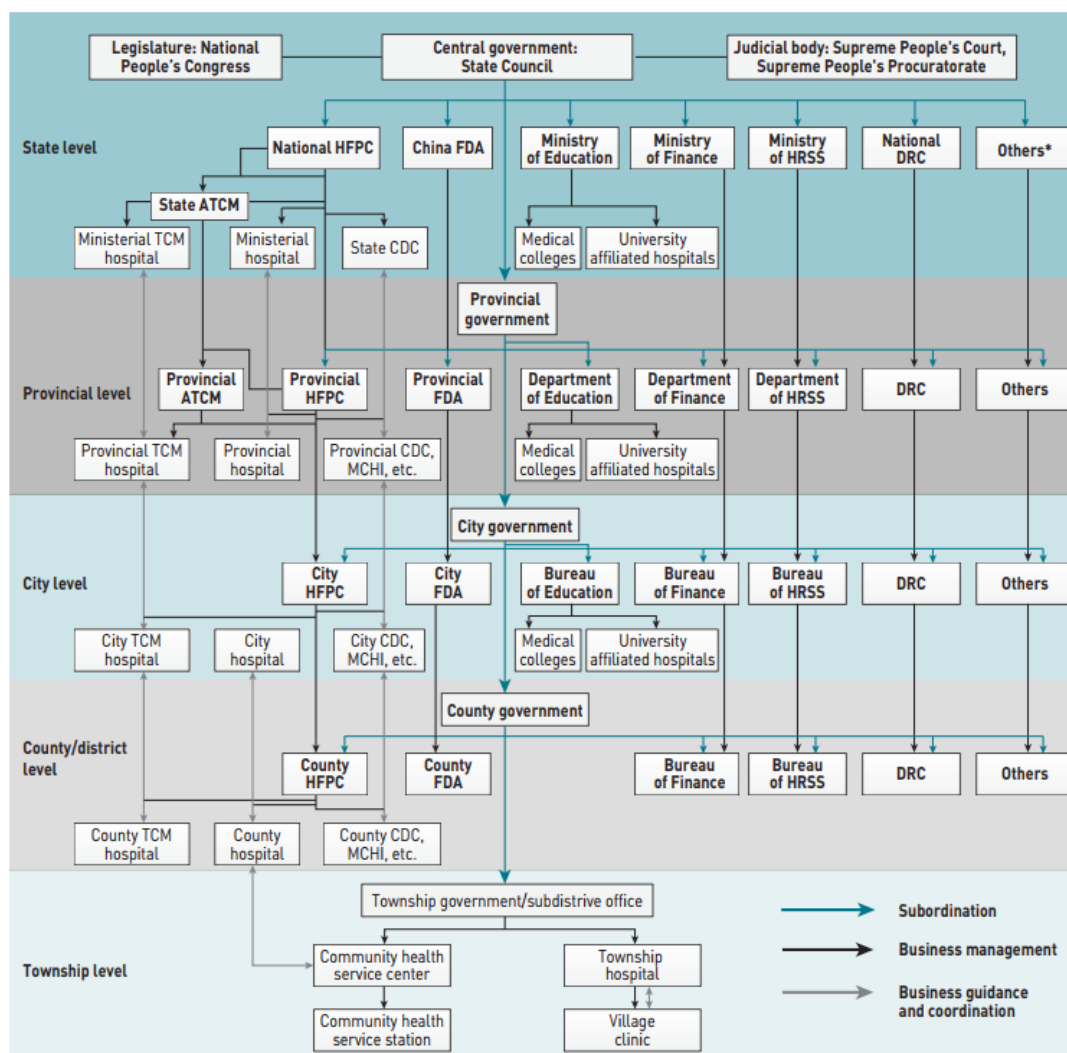 Legislature: National
People's Congress
Central government:
State Council
Judicial body: Supreme People's Court,
Supreme People's Procuratorate
State level
National HFPC
China FDA
Ministry
of Education
Ministry
of Finance
Ministry
of HRSS
National
DRC
Others*
State ATCM
Ministerial TCM
hospital
Ministerial
hospital
State CDC
Medical
colleges
University
affiliated hospitals
Provincial
government
Provincial level
Provincial
ATCM
Provincial
HFPC
Provincial
FDA
Department
of Education
Department
of Finance
Department
of HRSS
DRC
Others
Provincial TCM
hospital
Provincial
hospital
Provincial CDC,
MCHI, etc.
Medical
colleges
University
affiliated hospitals
City government
City level
City
HFPC
City
FDA
Bureau
of Education
Bureau
of Finance
Bureau
of HRSS
DRC
Others
City TCM
hospital
City
hospital
City CDC,
MCHI, etc.
Medical
colleges
University
affiliated hospitals
County government
County/district
level
County
HFPC
County
FDA
Bureau
of Finance
Bureau
of HRSS
DRC
Others
County TCM
hospital
County
hospital
County CDC,
MCHI, etc.
Township government/subdistrive office
Township level
Community health
service center
Township
hospital
Community health
service station
Village
clinic
Subordination
Business management
Business guidance
and coordination